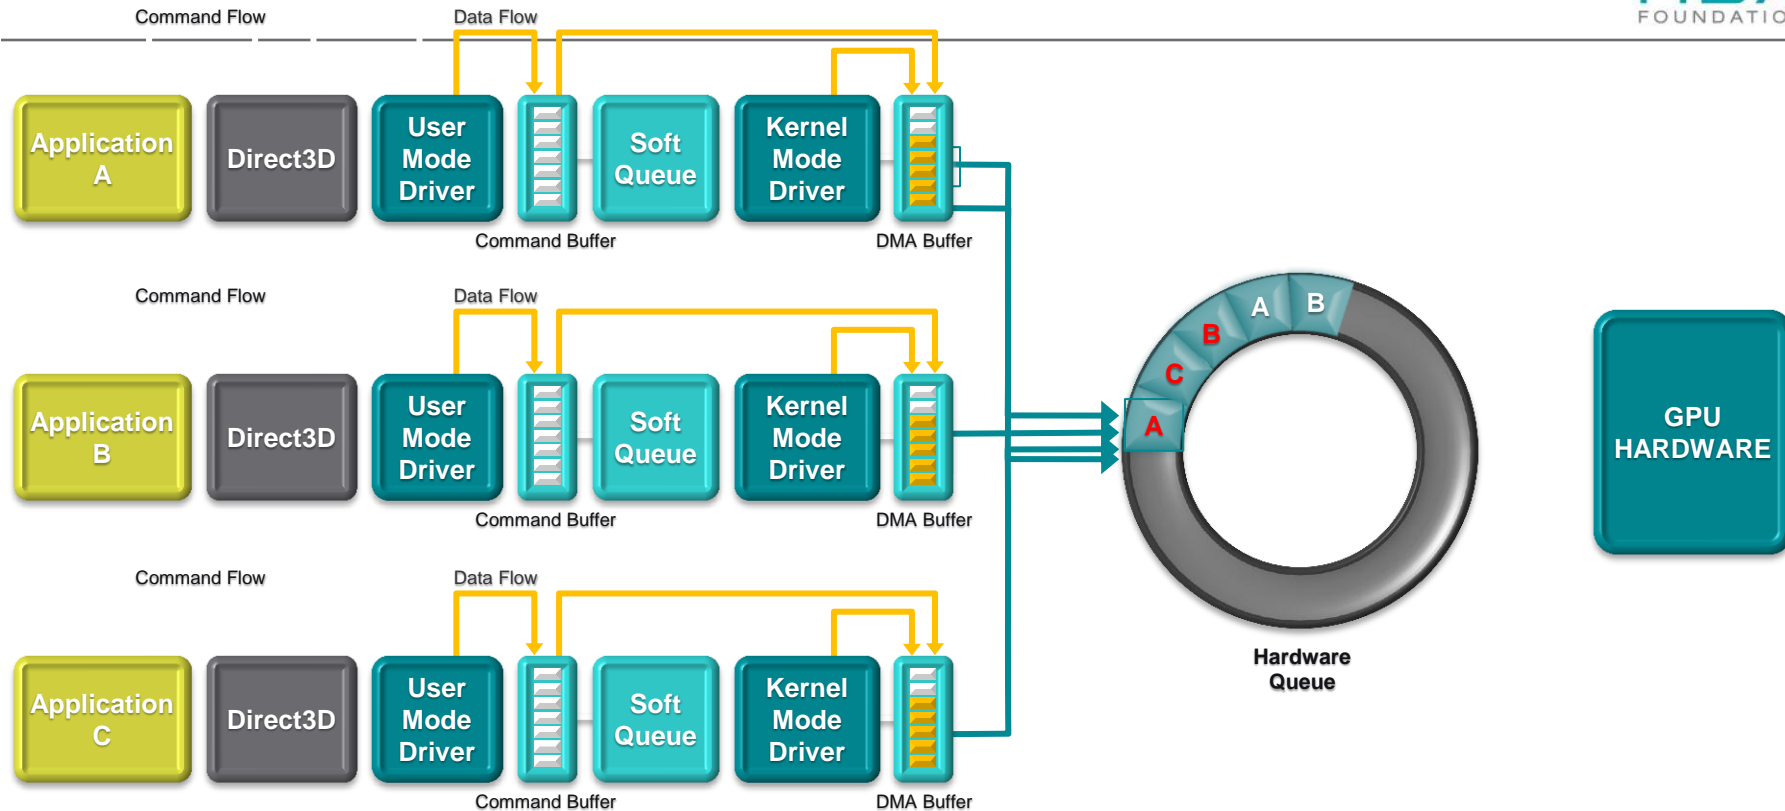 Command Flow
Data Flow
FOUNDATIO
Application
A
Direct3D
User
Mode
Driver
Soft
Queue
Kernel
Mode
Driver
Command Buffer
DMA Buffer
Command Flow
Data Flow
Application
B
Direct3D
User
Mode
Driver
Soft
Queue
Kernel
Mode
Driver
Command Buffer
DMA Buffer
Command Flow
Data Flow
Application
C
Direct3D
User
Mode
Driver
Soft
Queue
Kernel
Mode
Driver
Command Buffer
DMA Buffer
A
C
B
A
B
Hardware
Queue
GPU
HARDWARE